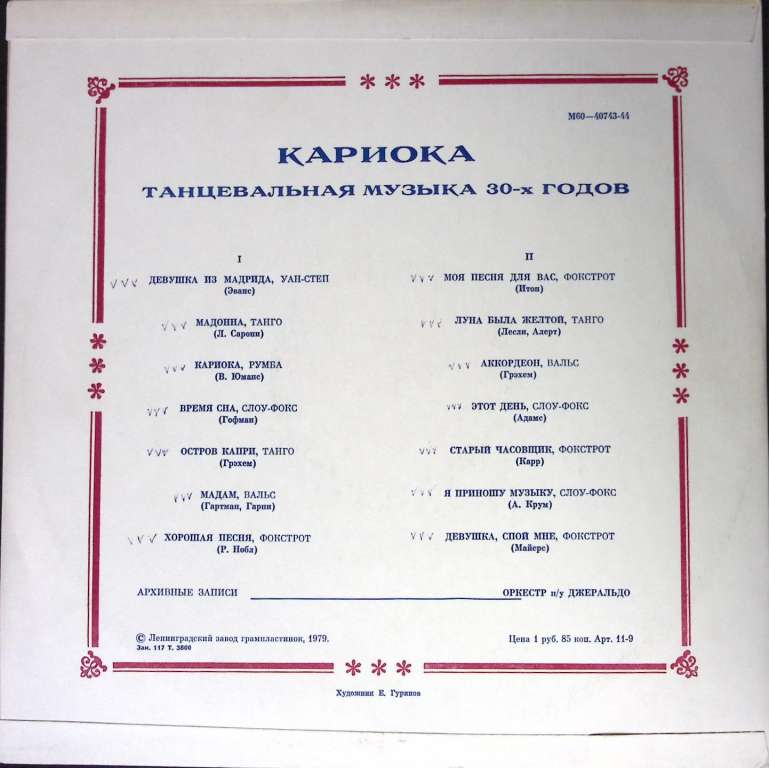 М60—40743-44
КАРИОКА
ТАНЦЕВАЛЬНАЯ МУЗЫКА 30-х ГОДОВ
I
ДЕВУШКА ИЗ МАДРИДА, УАН-СТЕП
(Эванс)
МАДОННА, ТАНГО
(Л. Сарони)
КАРИОКА, РУМБА
(В. Юманс)
ВРЕМЯ СНА, СЛОУ-ФОКС
(Гофман)
ОСТРОВ КАПРИ, ТАНГО
(Грэхем)
МАДАМ, ВАЛЬС
(Гартман, Гарпи)
ХОРОШАЯ ПЕСНЯ, ФОКСТРОТ
(Р. Нобл)
II
МОЯ ПЕСНЯ ДЛЯ ВАС, ФОКСТРОТ
(Итон)
ЛУНА БЫЛА ЖЕЛТОЙ, ТАНГО
(Лесли, Алерт)
АККОРДЕОН, ВАЛЬС
(Грэхем)
ЭТОТ ДЕНЬ, СЛОУ-ФОКС
(Адамс)
СТАРЫЙ ЧАСОВЩИК, ФОКСТРОТ
(Карр)
Я ПРИНОШУ МУЗЫКУ, СЛОУ-ФОКС
(А. Крум)
ДЕВУШКА, СПОЙ МНЕ, ФОКСТРОТ
(Майерс)
АРХИВНЫЕ ЗАПИСИ ОРКЕСТР п/у ДЖЕРАЛЬДО
© Ленинградский завод грампластинок, 1979. Цена 1 руб. 85 коп. Арт. 11-9
Зак. 117 Т. 3800
Художник Е. Гурннов